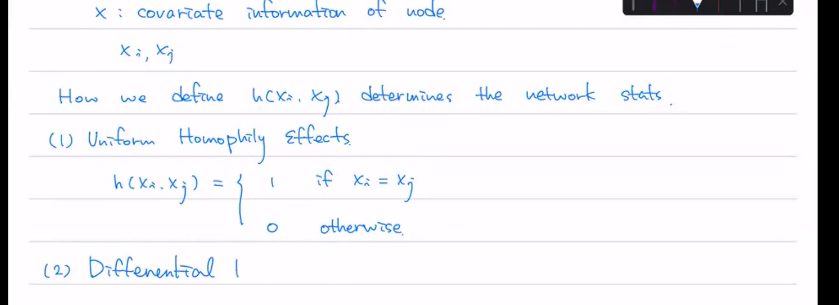 x : covariate information of node.
xi, xj
How we define h(xi, xj) determines the network stats.
(1) Uniform Homophily Effects.
h(xi, xj) = { 1 if xi = xj
0 otherwise.
(2) Differential |